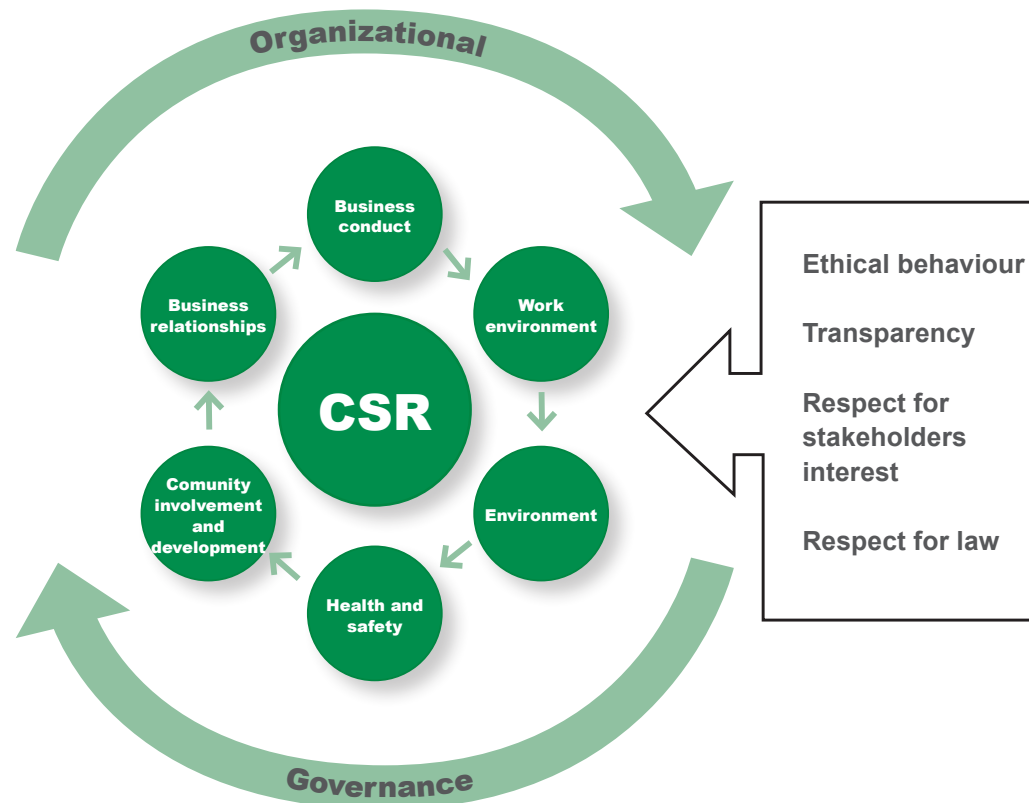 Organizational
Business
conduct
Work
environment
Environment
Health and
safety
Comunity
involvement
and
development
Business
relationships
CSR
Governance
Ethical behaviour
Transparency
Respect for
stakeholders
interest
Respect for law